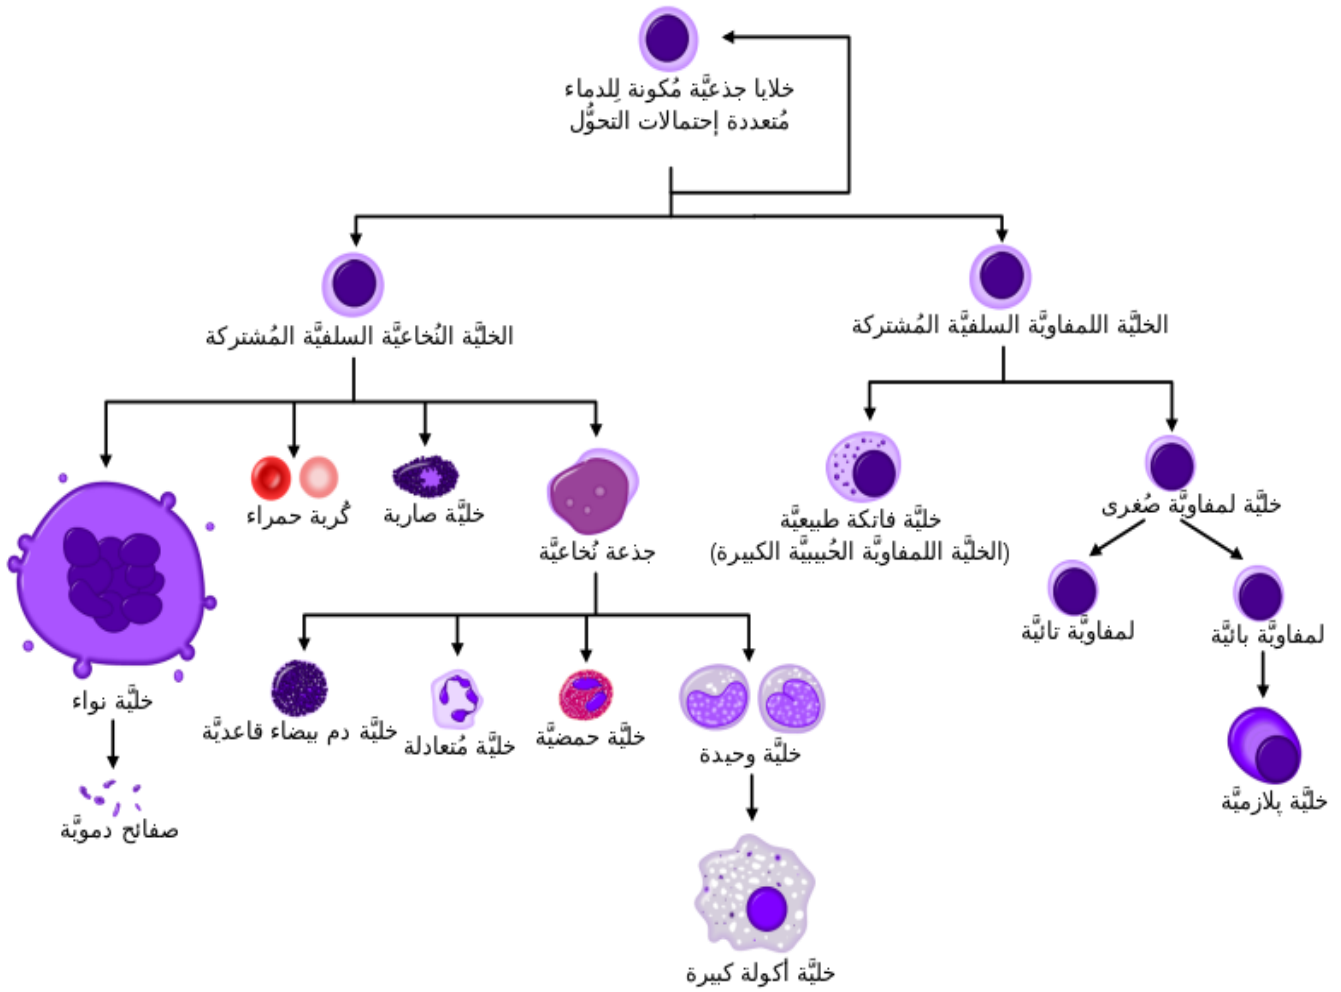 خلايا جذعيَّة مُكونة لِلدماء
مُتعددة إحتمالات التحوُّل
الخليَّة اللمفاويَّة السلفيَّة المُشتركة
الخليَّة النُخاعيَّة السلفيَّة المُشتركة
خليَّة لمفاويَّة صُغرى
خليَّة فاتكة طبيعيَّة
(الخليَّة اللمفاويَّة الحُبيبيَّة الكبيرة)
خليَّة صارية
كُرية حمراء
جذعة نُخاعيَّة
لمفاويَّة بائيَّة
لمفاويَّة تائيَّة
خليَّة نواء
خليَّة وحيدة
خليَّة حمضيَّة
خليَّة مُتعادلة
خليَّة دم بيضاء قاعديَّة
خليَّة پلازميَّة
صفائح دمويَّة
خليَّة أكولة كبيرة